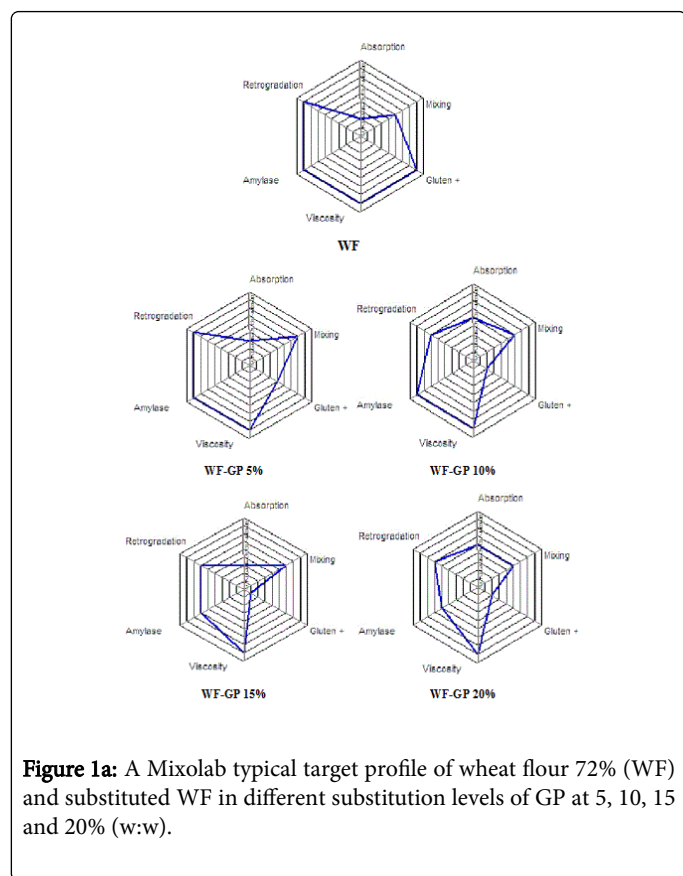 Absorption
Retrogradation
Mixing
Amylase
Gluten +
Viscosity
WF
Absorption
Retrogradation
Mixing
Amylase
Gluten +
Viscosity
WF-GP 5%
Absorption
Retrogradation
Mixing
Amylase
Gluten +
Viscosity
WF-GP 10%
Absorption
Retrogradation
Mixing
Amylase
Gluten +
Viscosity
WF-GP 15%
Absorption
Retrogradation
Mixing
Amylase
Gluten +
Viscosity
WF-GP 20%
Figure 1a: A Mixolab typical target profile of wheat flour 72% (WF)
and substituted WF in different substitution levels of GP at 5, 10, 15
and 20% (w:w).